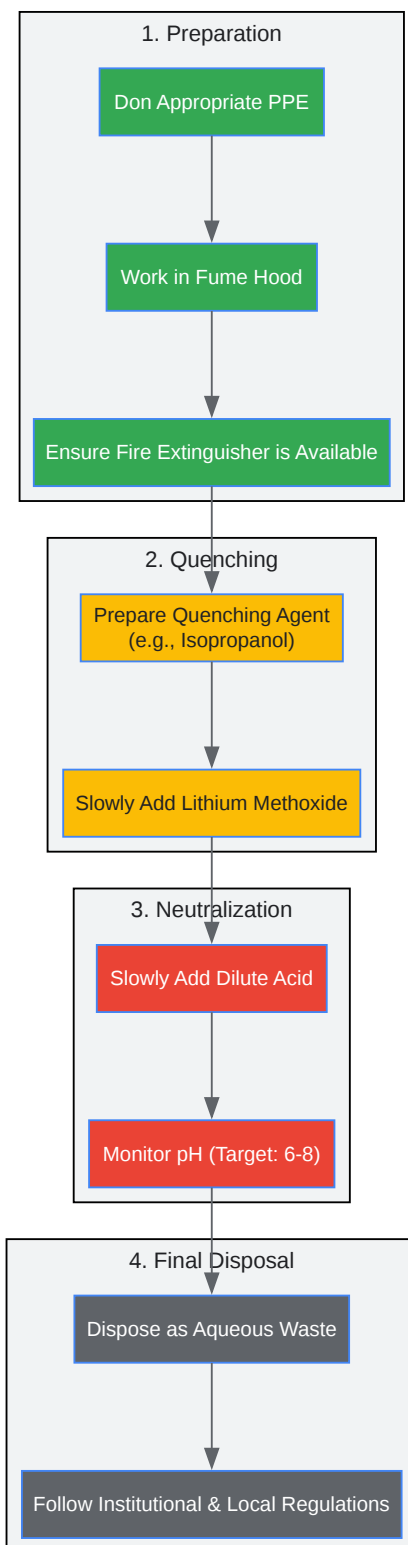 1. Preparation
Don Appropriate PPE
Work in Fume Hood
Ensure Fire Extinguisher is Available
2. Quenching
Prepare Quenching Agent
(e.g., Isopropanol)
Slowly Add Lithium Methoxide
3. Neutralization
Slowly Add Dilute Acid
Monitor pH (Target: 6-8)
4. Final Disposal
Dispose as Aqueous Waste
Follow Institutional & Local Regulations